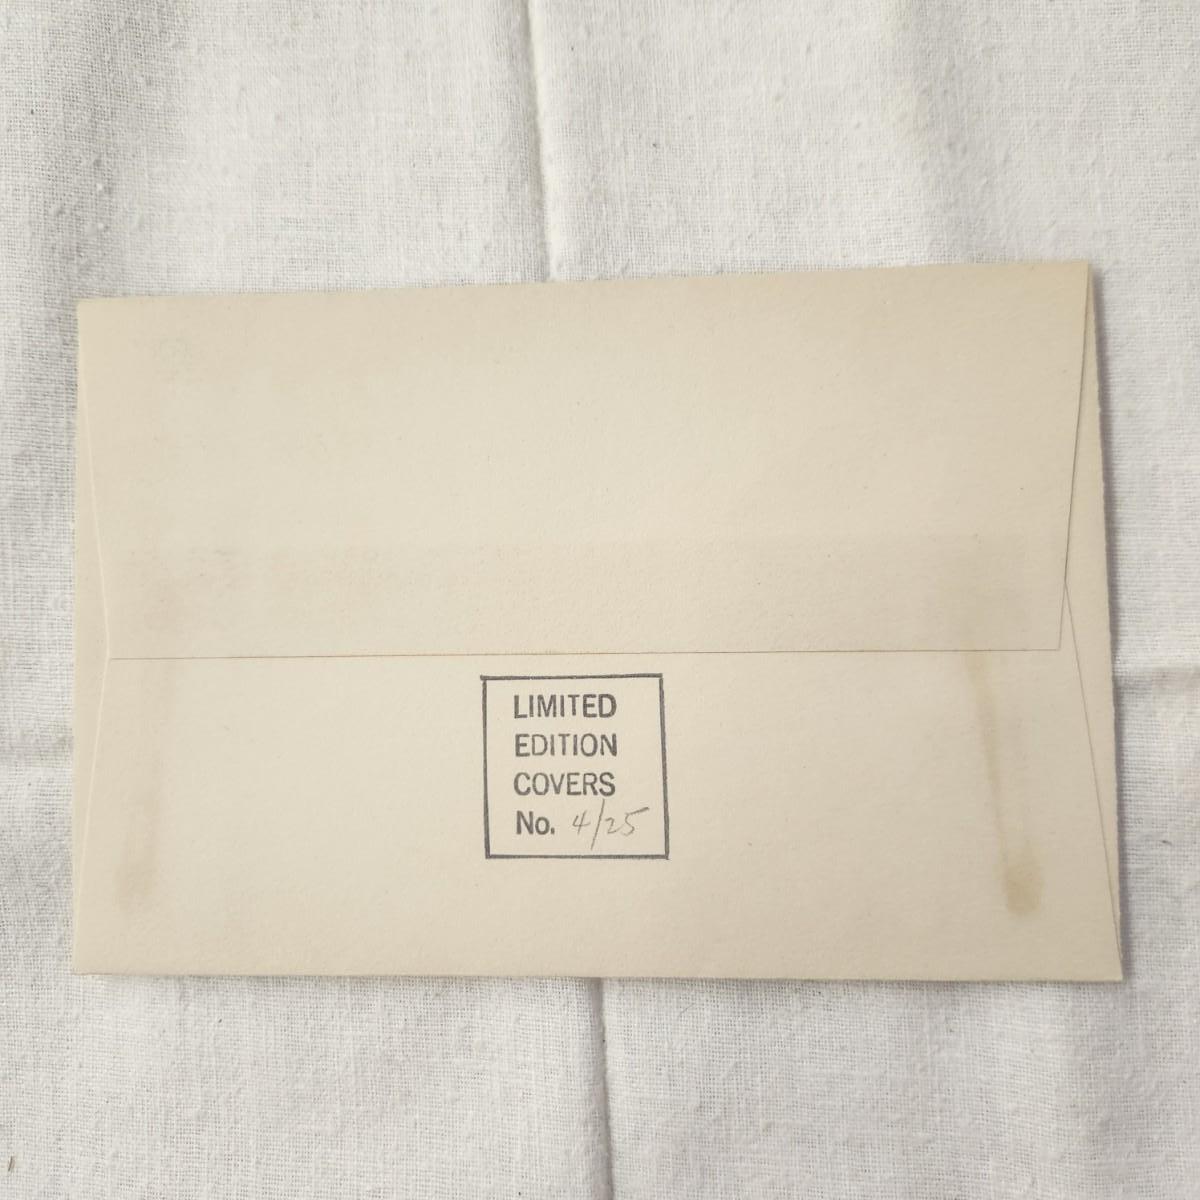 LIMITED
EDITION
COVERS
No. 4/25